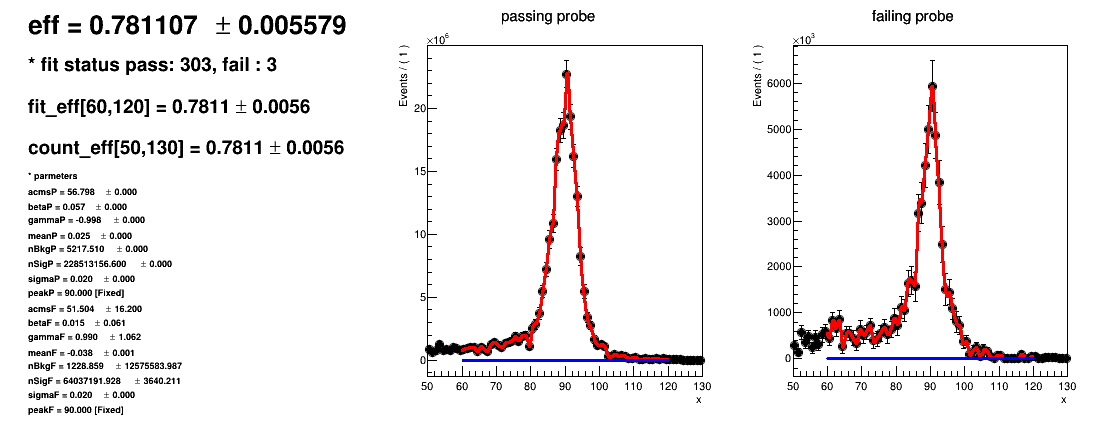 eff = 0.781107 ± 0.005579
* fit status pass: 303, fail : 3
fit_eff[60,120] = 0.7811 ± 0.0056
count_eff[50,130] = 0.7811 ± 0.0056
* parmeters
acmsP = 56.798 ± 0.000
betaP = 0.057 ± 0.000
gammaP = -0.998 ± 0.000
meanP = 0.025 ± 0.000
nBkgP = 5217.510 ± 0.000
nSigP = 228513156.600 ± 0.000
sigmaP = 0.020 ± 0.000
peakP = 90.000 [Fixed]
acmsF = 51.504 ± 16.200
betaF = 0.015 ± 0.061
gammaF = 0.990 ± 1.062
meanF = -0.038 ± 0.001
nBkgF = 1228.859 ± 12575583.987
nSigF = 64037191.928 ± 3640.211
sigmaF = 0.020 ± 0.000
peakF = 90.000 [Fixed]
passing probe
×10⁶
Events / ( 1 )
20
15
10
5
0
50 60 70 80 90 100 110 120 130
x
failing probe
×10³
Events / ( 1 )
6000
5000
4000
3000
2000
1000
0
50 60 70 80 90 100 110 120 130
x